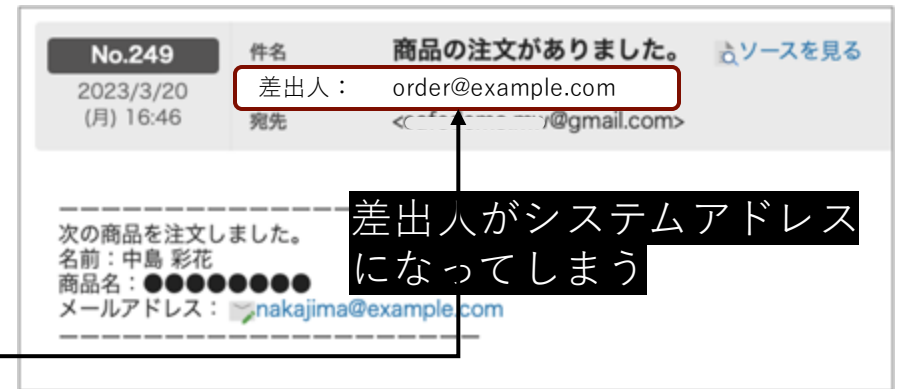 No.249
2023/3/20
(月) 16:46
件名 商品の注文がありました。 ソースを見る
差出人： order@example.com
宛先 @gmail.com>
次の商品を注文しました。
名前：中島 彩花
商品名：●●●●●●●●
メールアドレス： nakajima@example.com
差出人がシステムアドレス
になってしまう